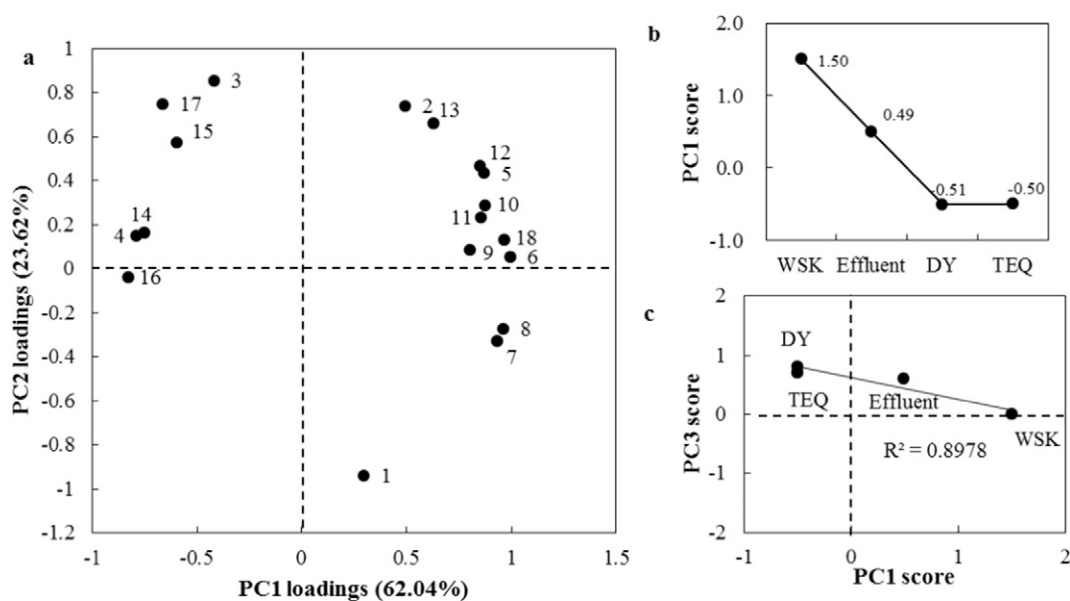 a
1
0.8
0.6
0.4
0.2
0
-0.2
-0.4
-0.6
-0.8
-1
-1.2
PC2 loadings (23.62%)
3
17
15
2
13
12
5
10
11
14
4
18
9
6
16
8
7
1
-1 -0.5 0 0.5 1 1.5
PC1 loadings (62.04%)
b
2.0
1.0
0.0
-1.0
PC1 score
1.50
0.49
-0.51
-0.50
WSK Effluent DY TEQ
c
2
1
0
-1
-2
PC3 score
DY
TEQ
Effluent
WSK
R² = 0.8978
-1 0 1 2
PC1 score